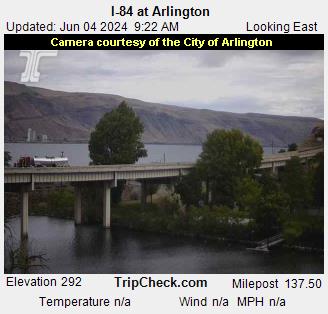 I-84 at Arlington
Updated: Jun 04 2024 9:22 AM Looking East
Camera courtesy of the City of Arlington
Elevation 292 TripCheck.com Milepost 137.50
Temperature n/a Wind n/a MPH n/a